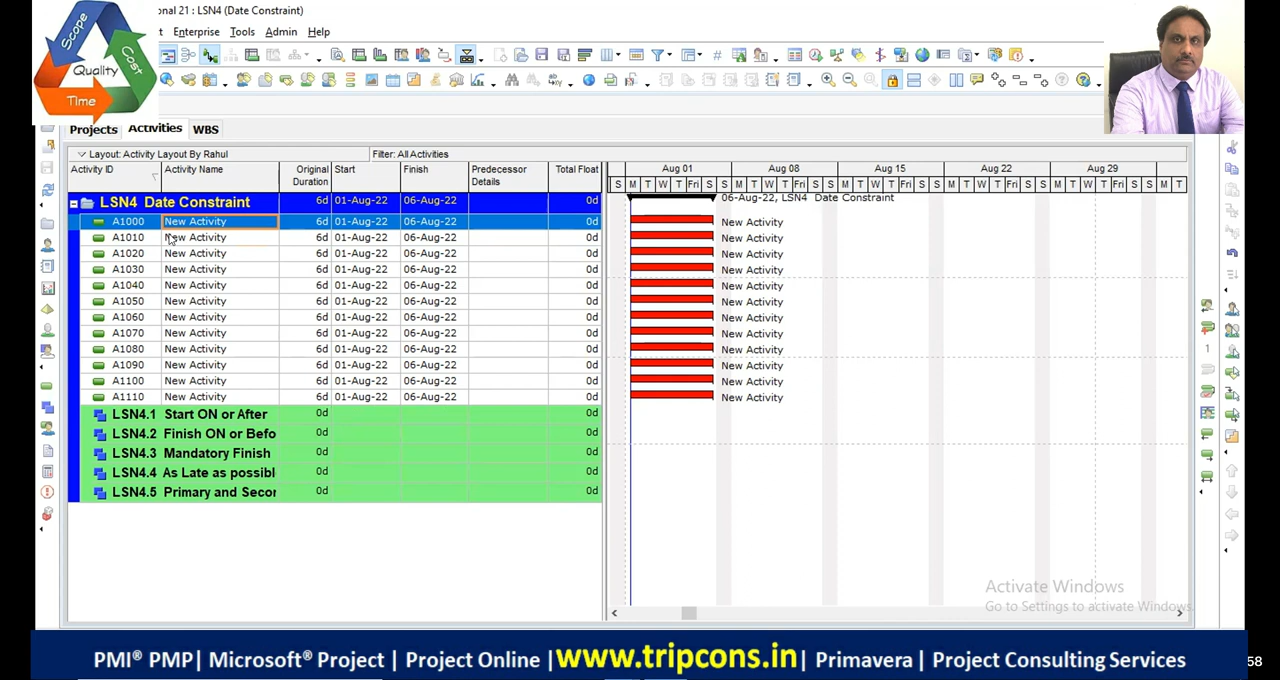 onal 21 : LSN4 (Date Constraint)
t Enterprise Tools Admin Help
Scope
Cost
Quality
Time
Projects Activities WBS
Layout: Activity Layout By Rahul Filter: All Activities
Activity ID Activity Name Original Duration Start Finish Predecessor Details Total Float
Aug 01 Aug 08 Aug 15 Aug 22 Aug 29
S M T W T Fri S S M T W T Fri S S M T W T Fri S S M T W T Fri S S M T W T Fri S S M T
LSN4 Date Constraint 6d 01-Aug-22 06-Aug-22 0d 06-Aug-22, LSN4 Date Constraint
A1000 New Activity 6d 01-Aug-22 06-Aug-22 0d New Activity
A1010 New Activity 6d 01-Aug-22 06-Aug-22 0d New Activity
A1020 New Activity 6d 01-Aug-22 06-Aug-22 0d New Activity
A1030 New Activity 6d 01-Aug-22 06-Aug-22 0d New Activity
A1040 New Activity 6d 01-Aug-22 06-Aug-22 0d New Activity
A1050 New Activity 6d 01-Aug-22 06-Aug-22 0d New Activity
A1060 New Activity 6d 01-Aug-22 06-Aug-22 0d New Activity
A1070 New Activity 6d 01-Aug-22 06-Aug-22 0d New Activity
A1080 New Activity 6d 01-Aug-22 06-Aug-22 0d New Activity
A1090 New Activity 6d 01-Aug-22 06-Aug-22 0d New Activity
A1100 New Activity 6d 01-Aug-22 06-Aug-22 0d New Activity
A1110 New Activity 6d 01-Aug-22 06-Aug-22 0d New Activity
LSN4.1 Start ON or After 0d 0d
LSN4.2 Finish ON or Befo 0d 0d
LSN4.3 Mandatory Finish 0d 0d
LSN4.4 As Late as possibl 0d 0d
LSN4.5 Primary and Secor 0d 0d
1
Activate Windows
Go to Settings to activate Windows.
PMI® PMP| Microsoft® Project | Project Online |www.tripcons.in| Primavera | Project Consulting Services
58